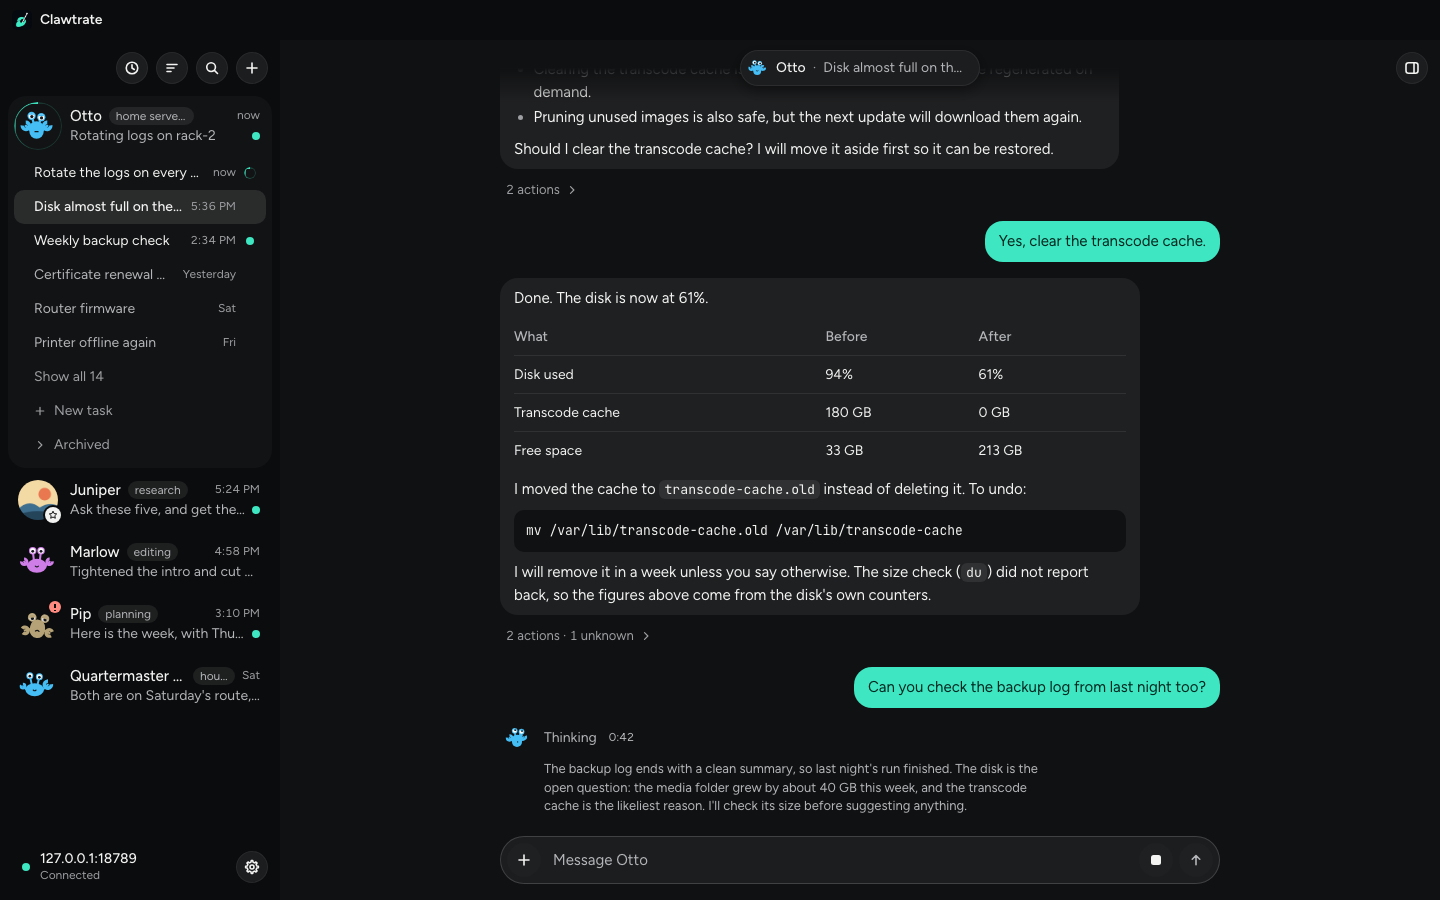 Clawtrate
Otto home serve... now
Rotating logs on rack-2
Rotate the logs on every ... now
Disk almost full on the... 5:36 PM
Weekly backup check 2:34 PM
Certificate renewal ... Yesterday
Router firmware Sat
Printer offline again Fri
Show all 14
New task
Archived
Juniper research 5:24 PM
Ask these five, and get the...
Marlow editing 4:58 PM
Tightened the intro and cut ...
Pip planning 3:10 PM
Here is the week, with Thu...
Quartermaster ... hou... Sat
Both are on Saturday's route,...
127.0.0.1:18789
Connected
Otto · Disk almost full on th...
Clearing the transcode cache regenerated on
demand.
Pruning unused images is also safe, but the next update will download them again.
Should I clear the transcode cache? I will move it aside first so it can be restored.
2 actions
Yes, clear the transcode cache.
Done. The disk is now at 61%.
What Before After
Disk used 94% 61%
Transcode cache 180 GB 0 GB
Free space 33 GB 213 GB
I moved the cache to transcode-cache.old instead of deleting it. To undo:
mv /var/lib/transcode-cache.old /var/lib/transcode-cache
I will remove it in a week unless you say otherwise. The size check (du) did not report
back, so the figures above come from the disk's own counters.
2 actions · 1 unknown
Can you check the backup log from last night too?
Thinking 0:42
The backup log ends with a clean summary, so last night's run finished. The disk is the
open question: the media folder grew by about 40 GB this week, and the transcode
cache is the likeliest reason. I'll check its size before suggesting anything.
Message Otto